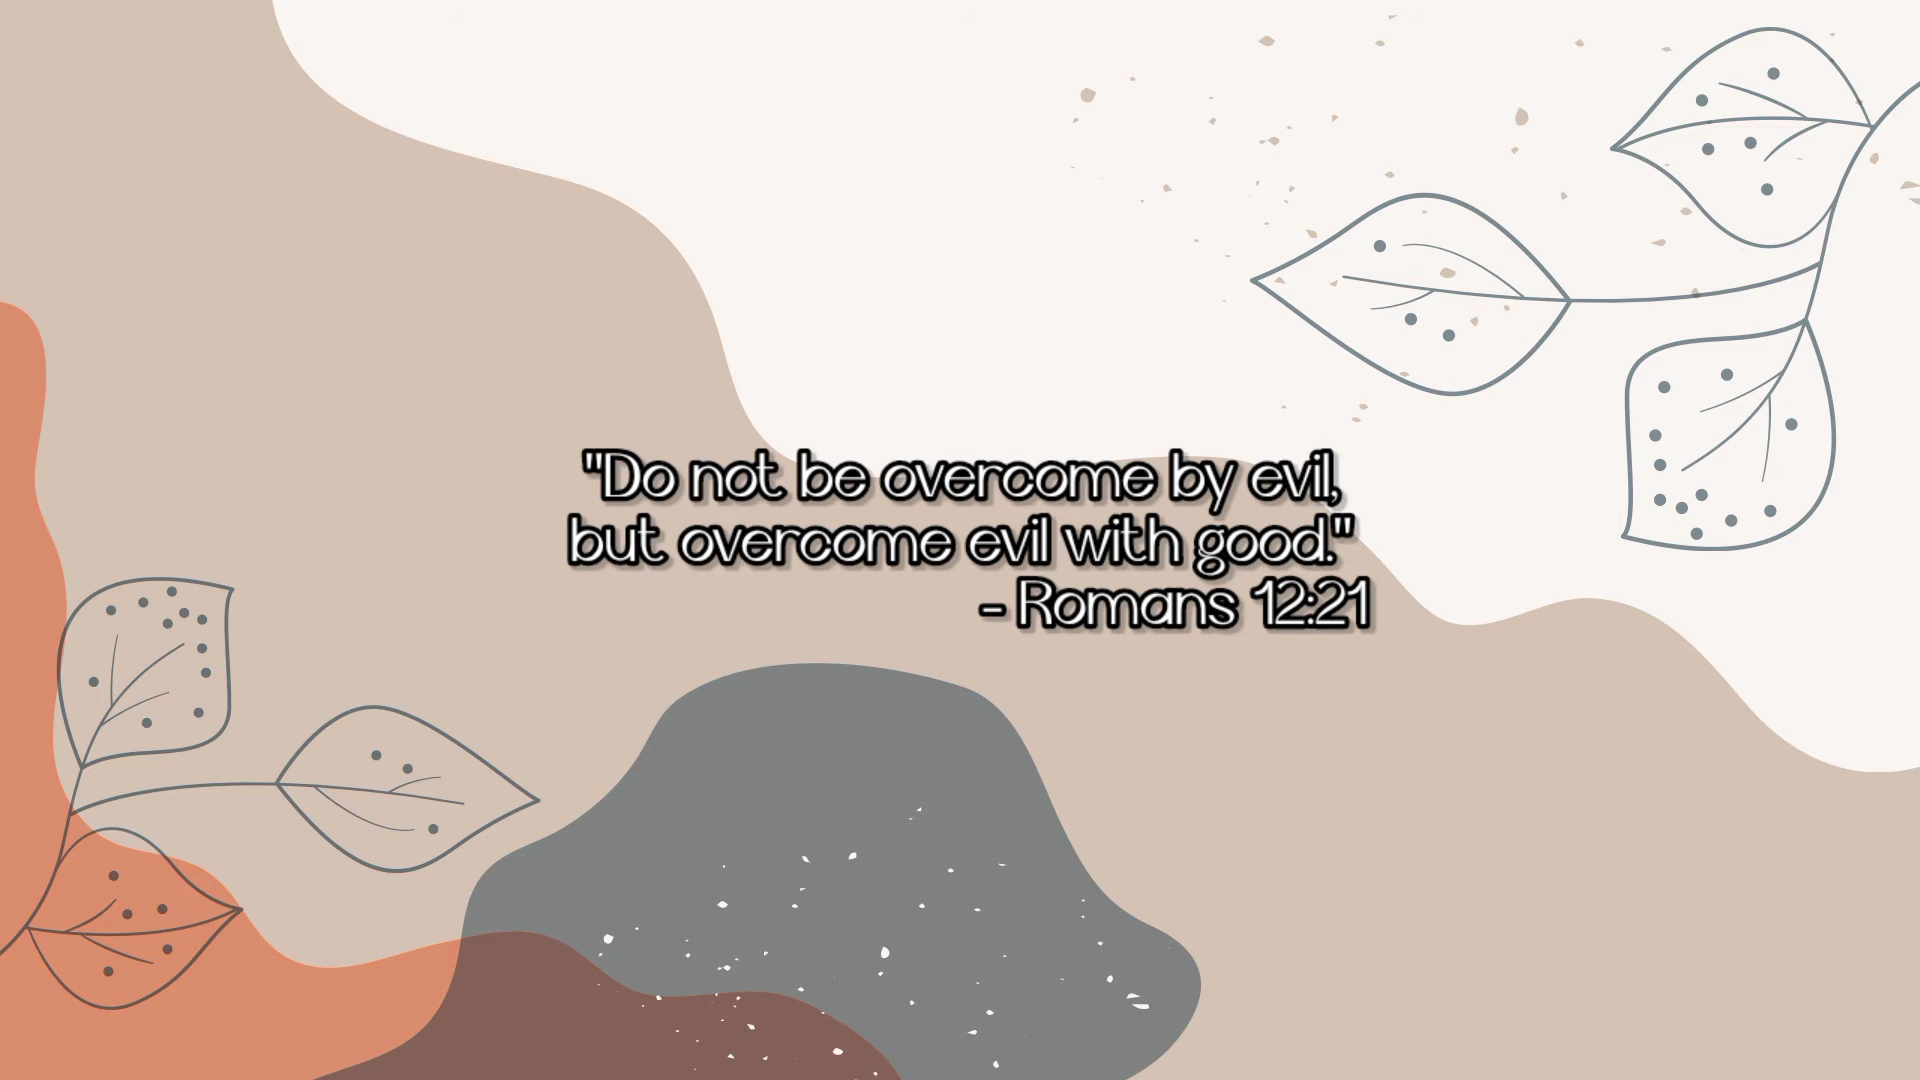 "Do not be overcome by evil,
but overcome evil with good."
- Romans 12:21